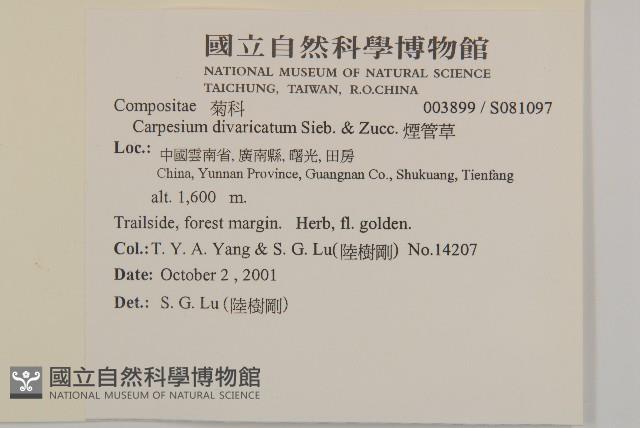 國立自然科學博物館
NATIONAL MUSEUM OF NATURAL SCIENCE
TAICHUNG, TAIWAN, R.O.CHINA
Compositae 菊科 003899 / S081097
Carpesium divaricatum Sieb. & Zucc. 煙管草
Loc.: 中國雲南省, 廣南縣, 曙光, 田房
China, Yunnan Province, Guangnan Co., Shukuang, Tienfang
alt. 1,600 m.
Trailside, forest margin. Herb, fl. golden.
Col.: T. Y. A. Yang & S. G. Lu(陸樹剛) No.14207
Date: October 2 , 2001
Det.: S. G. Lu (陸樹剛)
國立自然科學博物館
NATIONAL MUSEUM OF NATURAL SCIENCE